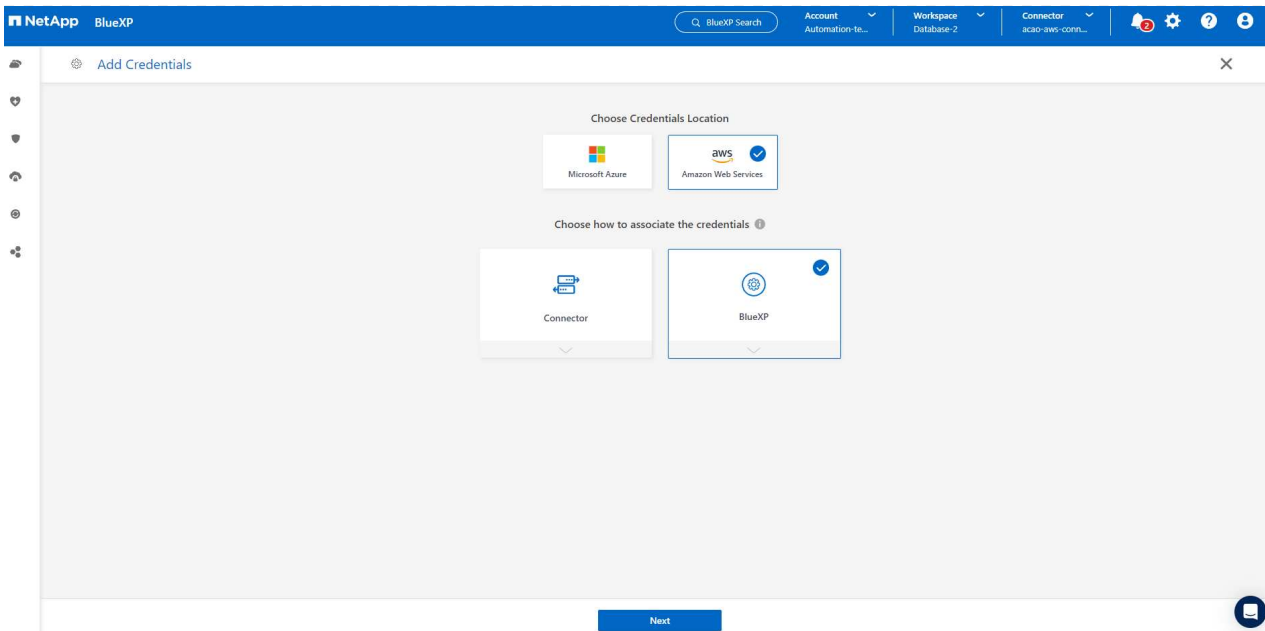 NetApp BlueXP
BlueXP Search
Account
Automation-te...
Workspace
Database-2
Connector
acao-aws-conn...
2
Add Credentials
Choose Credentials Location
Microsoft Azure
aws
Amazon Web Services
Choose how to associate the credentials
Connector
BlueXP
Next